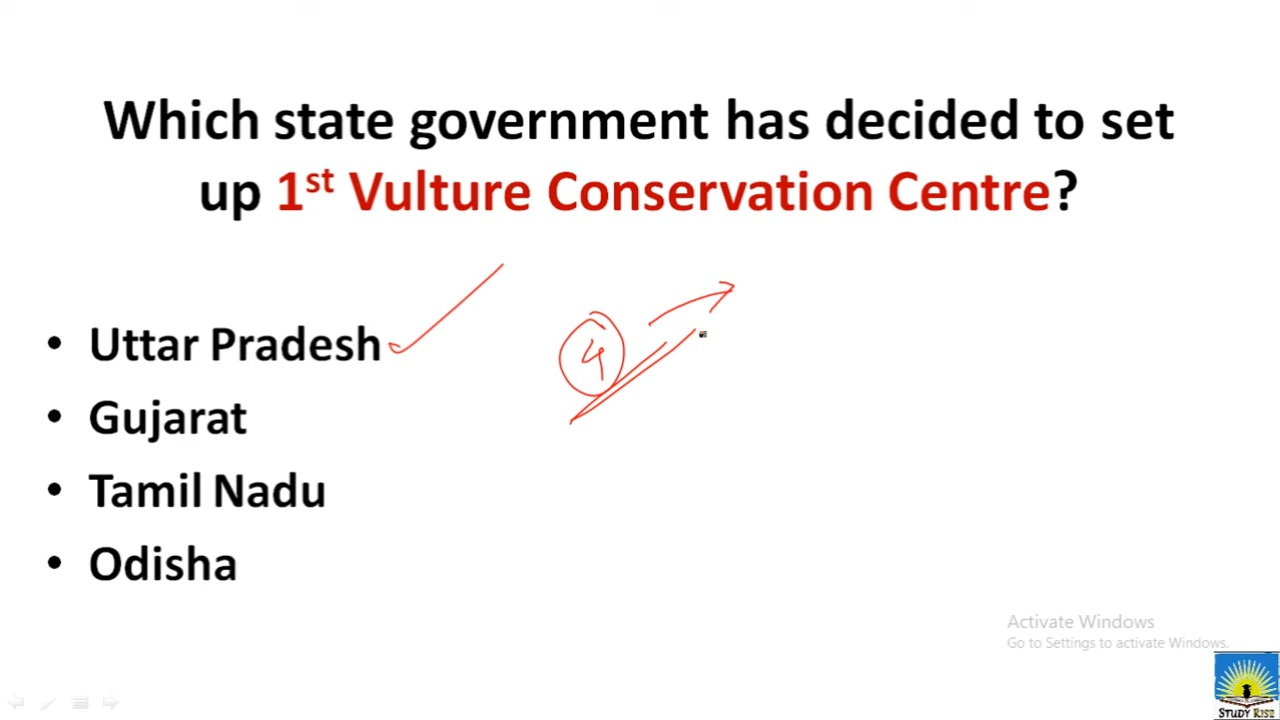 Which state government has decided to set
up 1st Vulture Conservation Centre?
• Uttar Pradesh
4
• Gujarat
• Tamil Nadu
• Odisha
Activate Windows
Go to Settings to activate Windows.
STUDY RISE